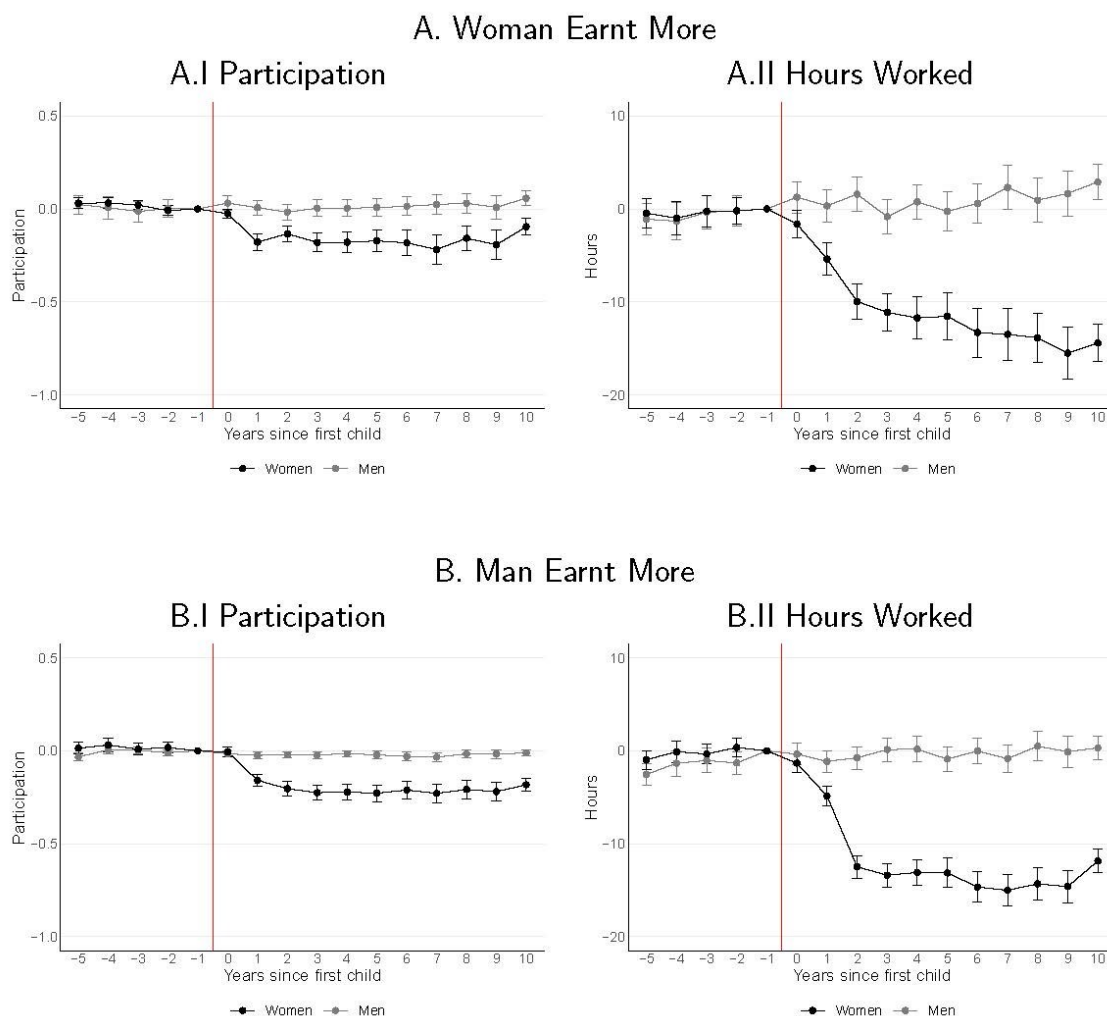 A. Woman Earnt More
A.I Participation
0.5
0.0
−0.5
−1.0
Participation
−5 −4 −3 −2 −1 0 1 2 3 4 5 6 7 8 9 10
Years since first child
Women Men
A.II Hours Worked
10
0
−10
−20
Hours
−5 −4 −3 −2 −1 0 1 2 3 4 5 6 7 8 9 10
Years since first child
Women Men
B. Man Earnt More
B.I Participation
0.5
0.0
−0.5
−1.0
Participation
−5 −4 −3 −2 −1 0 1 2 3 4 5 6 7 8 9 10
Years since first child
Women Men
B.II Hours Worked
10
0
−10
−20
Hours
−5 −4 −3 −2 −1 0 1 2 3 4 5 6 7 8 9 10
Years since first child
Women Men